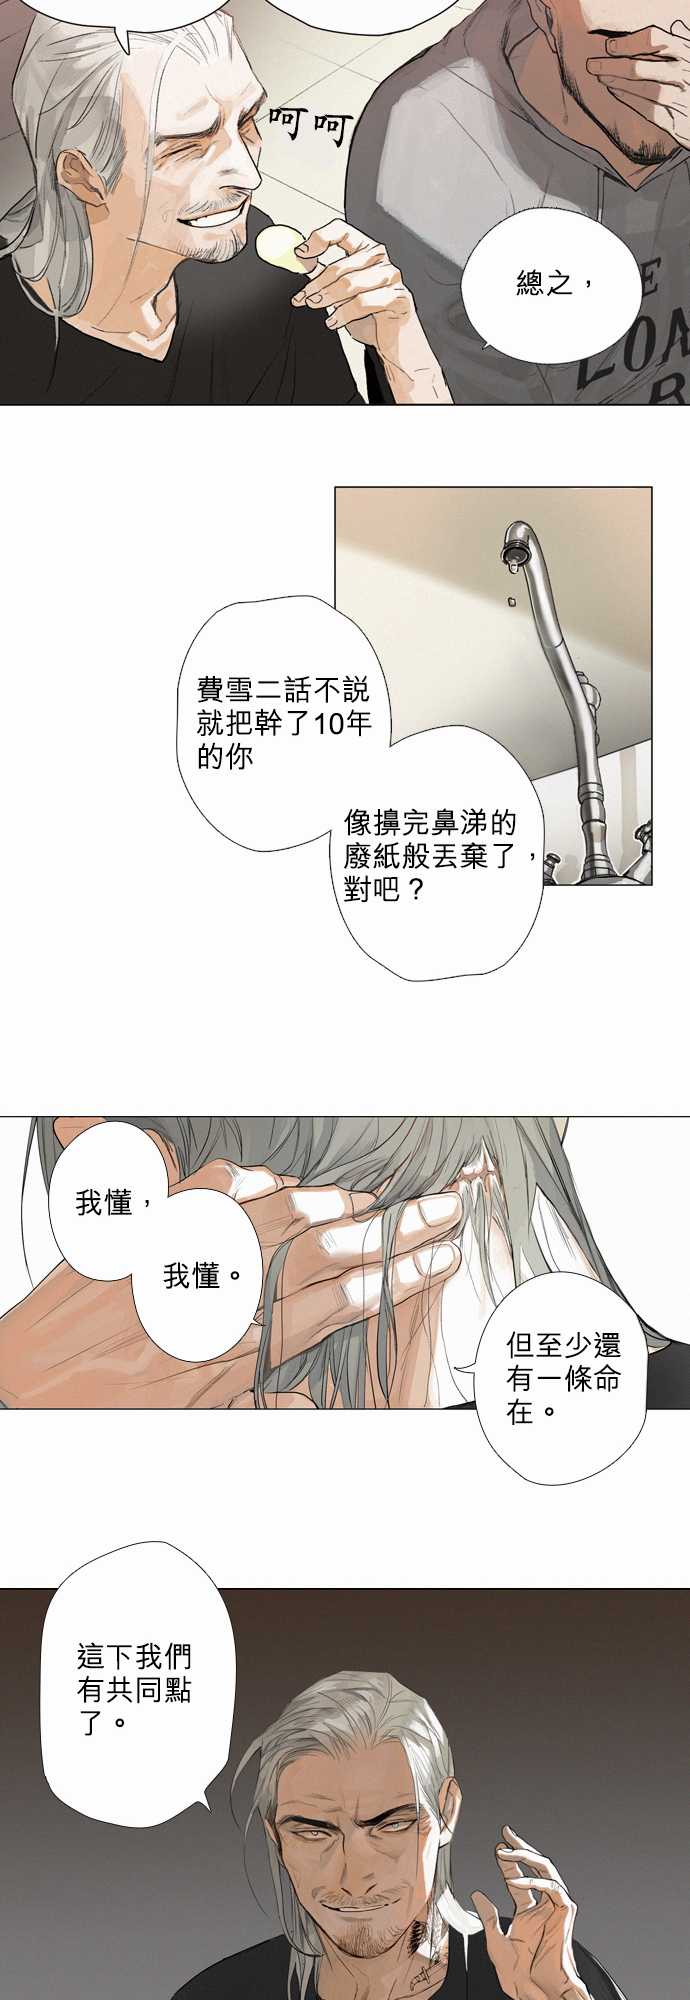 呵呵
總之，
E
LOA
R
費雪二話不說
就把幹了10年
的你
像擤完鼻涕的
廢紙般丟棄了，
對吧？
我懂，
我懂。
但至少還
有一條命
在。
這下我們
有共同點
了。